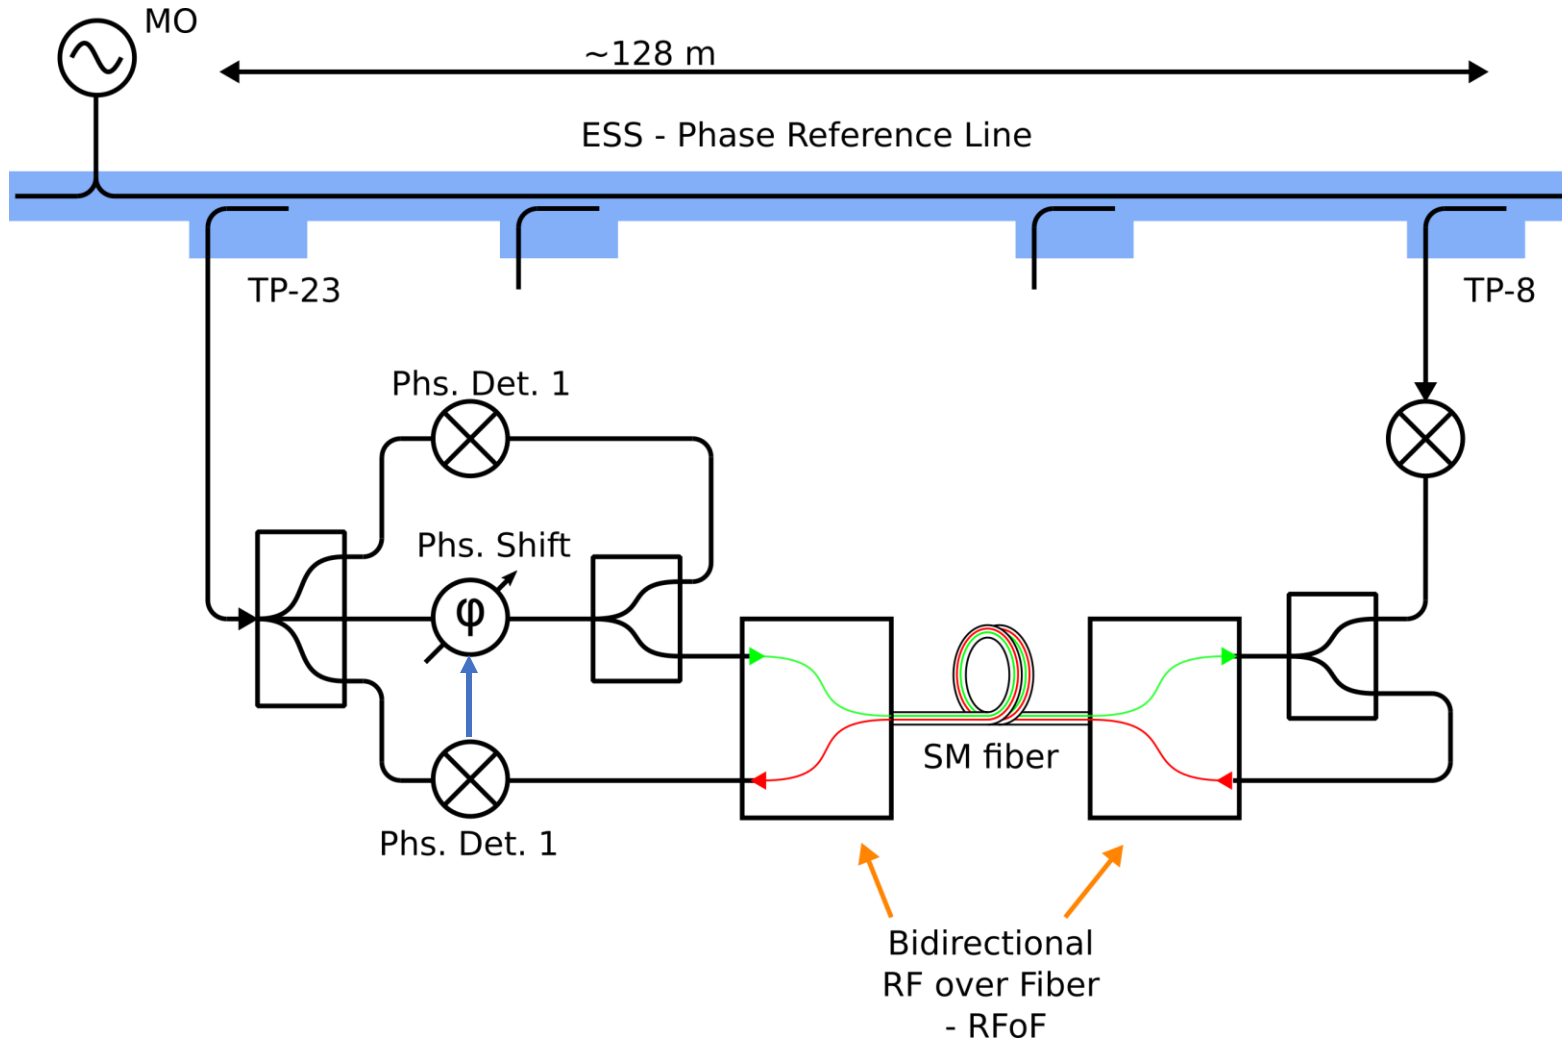 MO
~128 m
ESS - Phase Reference Line
TP-23
TP-8
Phs. Det. 1
Phs. Shift
φ
SM fiber
Phs. Det. 1
Bidirectional
RF over Fiber
- RFoF